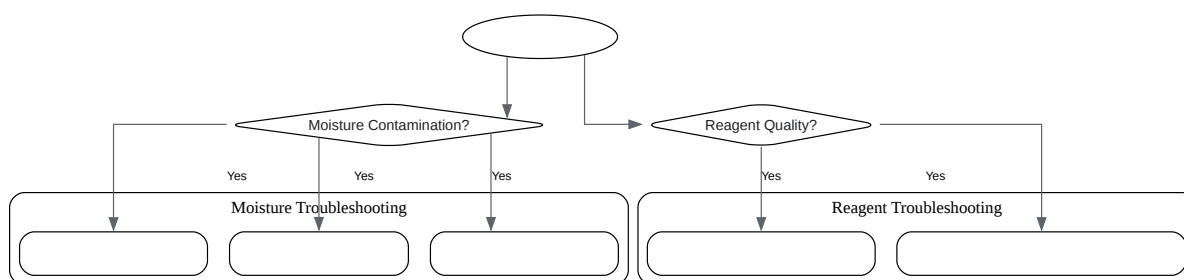 Moisture Contamination?
Reagent Quality?
Yes
Yes
Yes
Yes
Yes
Moisture Troubleshooting
Reagent Troubleshooting